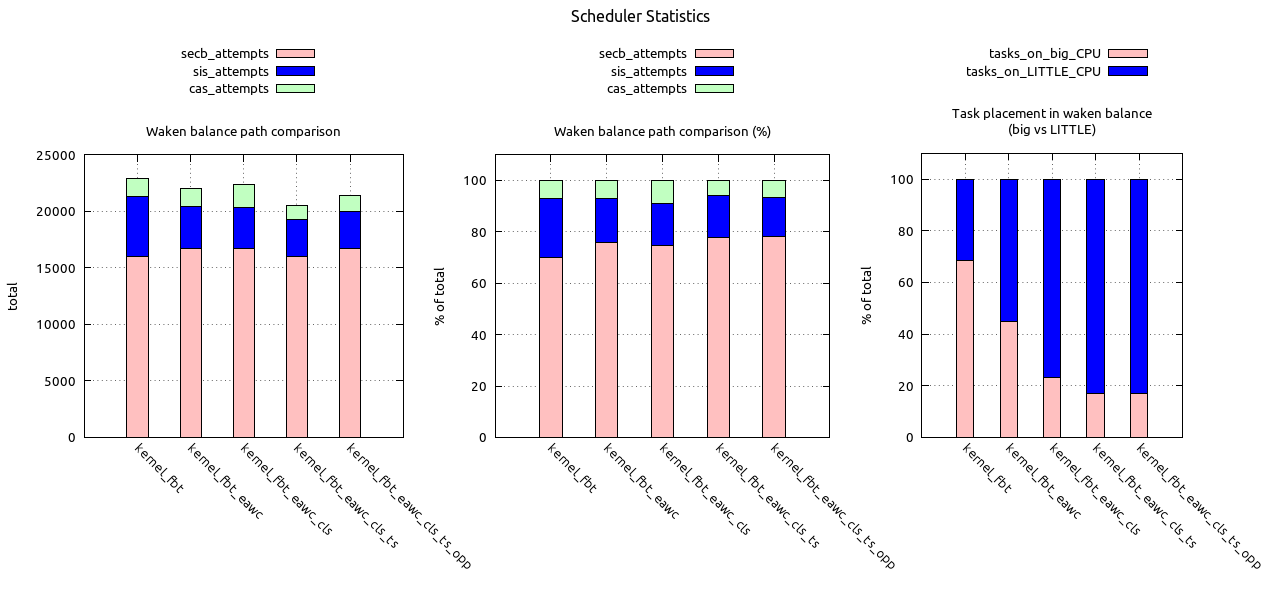 Scheduler Statistics
secb_attempts
sis_attempts
cas_attempts
Waken balance path comparison
25000
20000
15000
10000
5000
0
total
kernel_fbt
kernel_fbt_eawc
kernel_fbt_eawc_cls
kernel_fbt_eawc_cls_ts
kernel_fbt_eawc_cls_ts_opp
secb_attempts
sis_attempts
cas_attempts
Waken balance path comparison (%)
100
80
60
40
20
0
% of total
kernel_fbt
kernel_fbt_eawc
kernel_fbt_eawc_cls
kernel_fbt_eawc_cls_ts
kernel_fbt_eawc_cls_ts_opp
tasks_on_big_CPU
tasks_on_LITTLE_CPU
Task placement in waken balance
(big vs LITTLE)
100
80
60
40
20
0
% of total
kernel_fbt
kernel_fbt_eawc
kernel_fbt_eawc_cls
kernel_fbt_eawc_cls_ts
kernel_fbt_eawc_cls_ts_opp